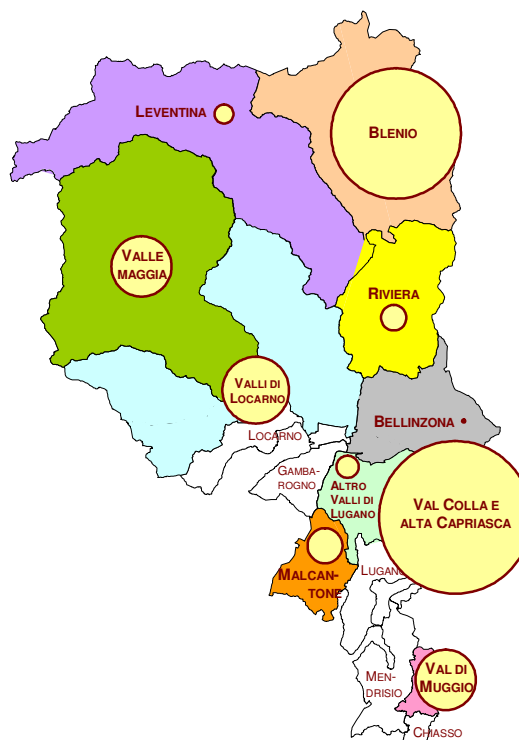 LEVENTINA
BLENIO
VALLE
MAGGIA
RIVIERA
VALLI DI
LOCARNO
BELLINZONA
LOCARNO
GAMBA-
ROGNO
ALTRO
VALLI DI
LUGANO
VAL COLLA E
ALTA CAPRIASCA
MALCAN-
TONE
LUGANO
VAL DI
MUGGIO
MEN-
DRISIO
CHIASSO